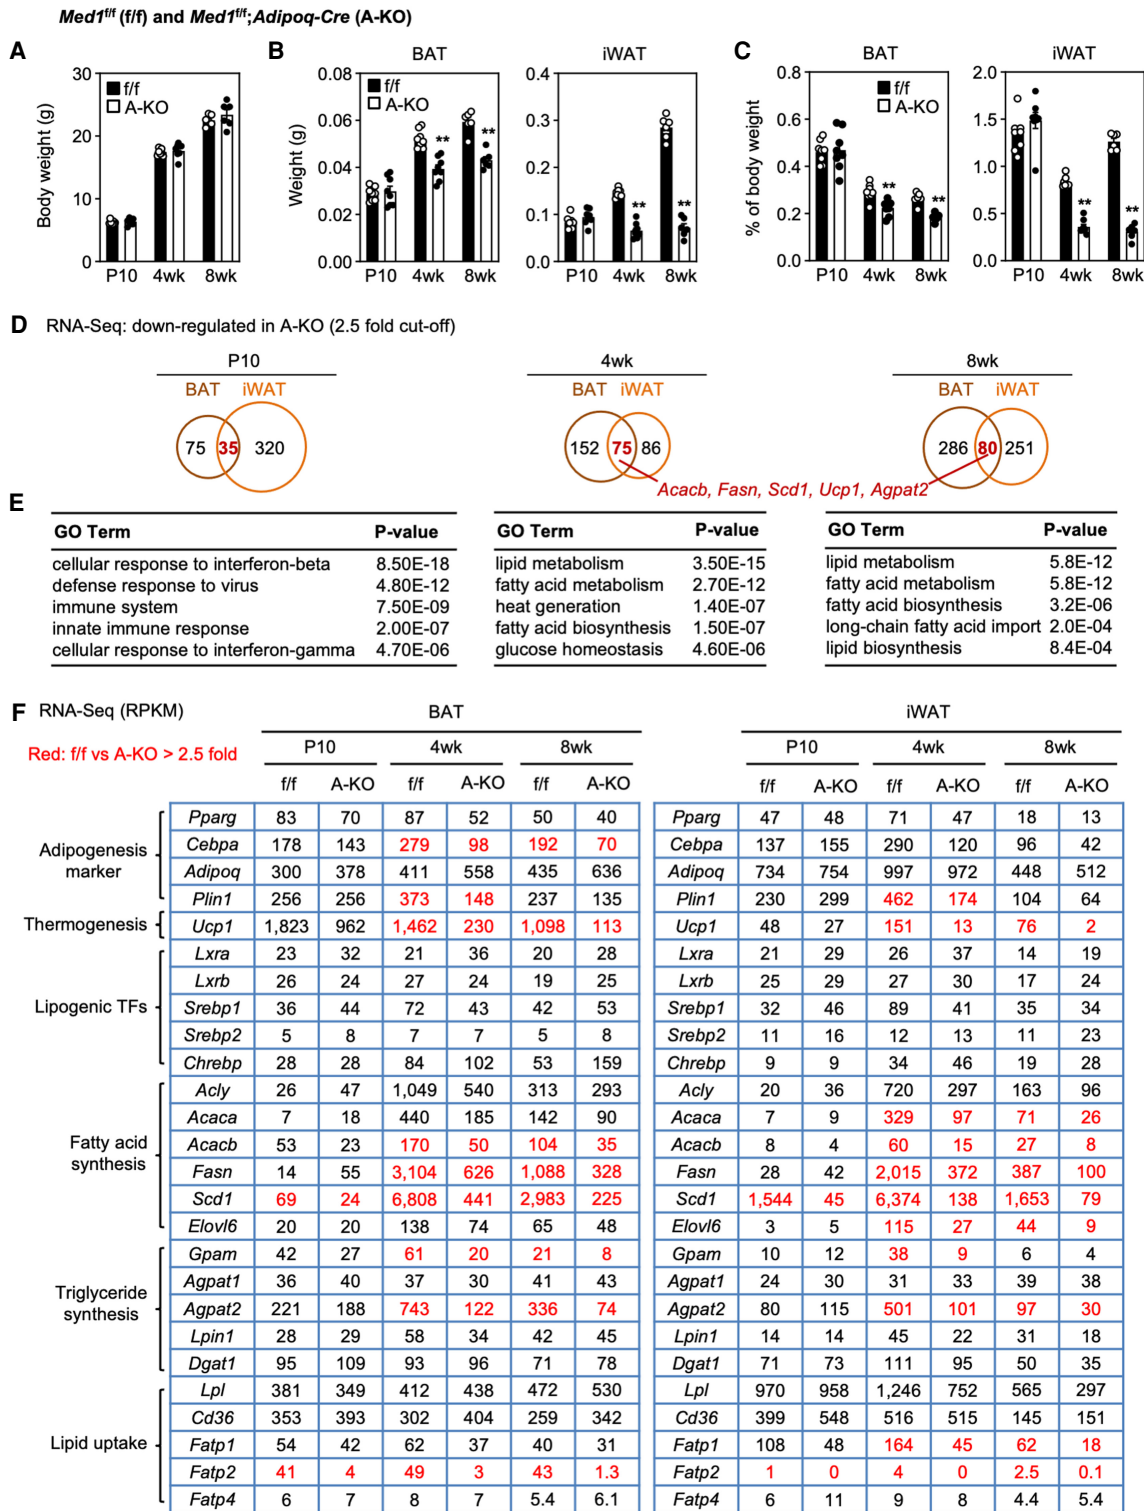 Med1f/f (f/f) and Med1f/f;Adipoq-Cre (A-KO)
A
Body weight (g)
30
20
10
0
f/f
A-KO
P10 4wk 8wk
B
BAT
Weight (g)
0.08
0.06
0.04
0.02
0.00
f/f
A-KO
** **
P10 4wk 8wk
iWAT
0.4
0.3
0.2
0.1
0.0
** **
P10 4wk 8wk
C
BAT
% of body weight
0.8
0.6
0.4
0.2
0.0
f/f
A-KO
** **
P10 4wk 8wk
iWAT
2.0
1.5
1.0
0.5
0.0
** **
P10 4wk 8wk
D RNA-Seq: down-regulated in A-KO (2.5 fold cut-off)
P10
BAT iWAT
75 35 320
4wk
BAT iWAT
152 75 86
8wk
BAT iWAT
286 80 251
Acacb, Fasn, Scd1, Ucp1, Agpat2
E
GO Term P-value
cellular response to interferon-beta 8.50E-18
defense response to virus 4.80E-12
immune system 7.50E-09
innate immune response 2.00E-07
cellular response to interferon-gamma 4.70E-06
GO Term P-value
lipid metabolism 3.50E-15
fatty acid metabolism 2.70E-12
heat generation 1.40E-07
fatty acid biosynthesis 1.50E-07
glucose homeostasis 4.60E-06
GO Term P-value
lipid metabolism 5.8E-12
fatty acid metabolism 5.8E-12
fatty acid biosynthesis 3.2E-06
long-chain fatty acid import 2.0E-04
lipid biosynthesis 8.4E-04
F RNA-Seq (RPKM) BAT iWAT
Red: f/f vs A-KO > 2.5 fold
P10 4wk 8wk P10 4wk 8wk
f/f A-KO f/f A-KO f/f A-KO f/f A-KO f/f A-KO f/f A-KO
Adipogenesis marker
Pparg 83 70 87 52 50 40 Pparg 47 48 71 47 18 13
Cebpa 178 143 279 98 192 70 Cebpa 137 155 290 120 96 42
Adipoq 300 378 411 558 435 636 Adipoq 734 754 997 972 448 512
Plin1 256 256 373 148 237 135 Plin1 230 299 462 174 104 64
Thermogenesis
Ucp1 1,823 962 1,462 230 1,098 113 Ucp1 48 27 151 13 76 2
Lipogenic TFs
Lxra 23 32 21 36 20 28 Lxra 21 29 26 37 14 19
Lxrb 26 24 27 24 19 25 Lxrb 25 29 27 30 17 24
Srebp1 36 44 72 43 42 53 Srebp1 32 46 89 41 35 34
Srebp2 5 8 7 7 5 8 Srebp2 11 16 12 13 11 23
Chrebp 28 28 84 102 53 159 Chrebp 9 9 34 46 19 28
Fatty acid synthesis
Acly 26 47 1,049 540 313 293 Acly 20 36 720 297 163 96
Acaca 7 18 440 185 142 90 Acaca 7 9 329 97 71 26
Acacb 53 23 170 50 104 35 Acacb 8 4 60 15 27 8
Fasn 14 55 3,104 626 1,088 328 Fasn 28 42 2,015 372 387 100
Scd1 69 24 6,808 441 2,983 225 Scd1 1,544 45 6,374 138 1,653 79
Elovl6 20 20 138 74 65 48 Elovl6 3 5 115 27 44 9
Triglyceride synthesis
Gpam 42 27 61 20 21 8 Gpam 10 12 38 9 6 4
Agpat1 36 40 37 30 41 43 Agpat1 24 30 31 33 39 38
Agpat2 221 188 743 122 336 74 Agpat2 80 115 501 101 97 30
Lpin1 28 29 58 34 42 45 Lpin1 14 14 45 22 31 18
Dgat1 95 109 93 96 71 78 Dgat1 71 73 111 95 50 35
Lipid uptake
Lpl 381 349 412 438 472 530 Lpl 970 958 1,246 752 565 297
Cd36 353 393 302 404 259 342 Cd36 399 548 516 515 145 151
Fatp1 54 42 62 37 40 31 Fatp1 108 48 164 45 62 18
Fatp2 41 4 49 3 43 1.3 Fatp2 1 0 4 0 2.5 0.1
Fatp4 6 7 8 7 5.4 6.1 Fatp4 6 11 9 8 4.4 5.4